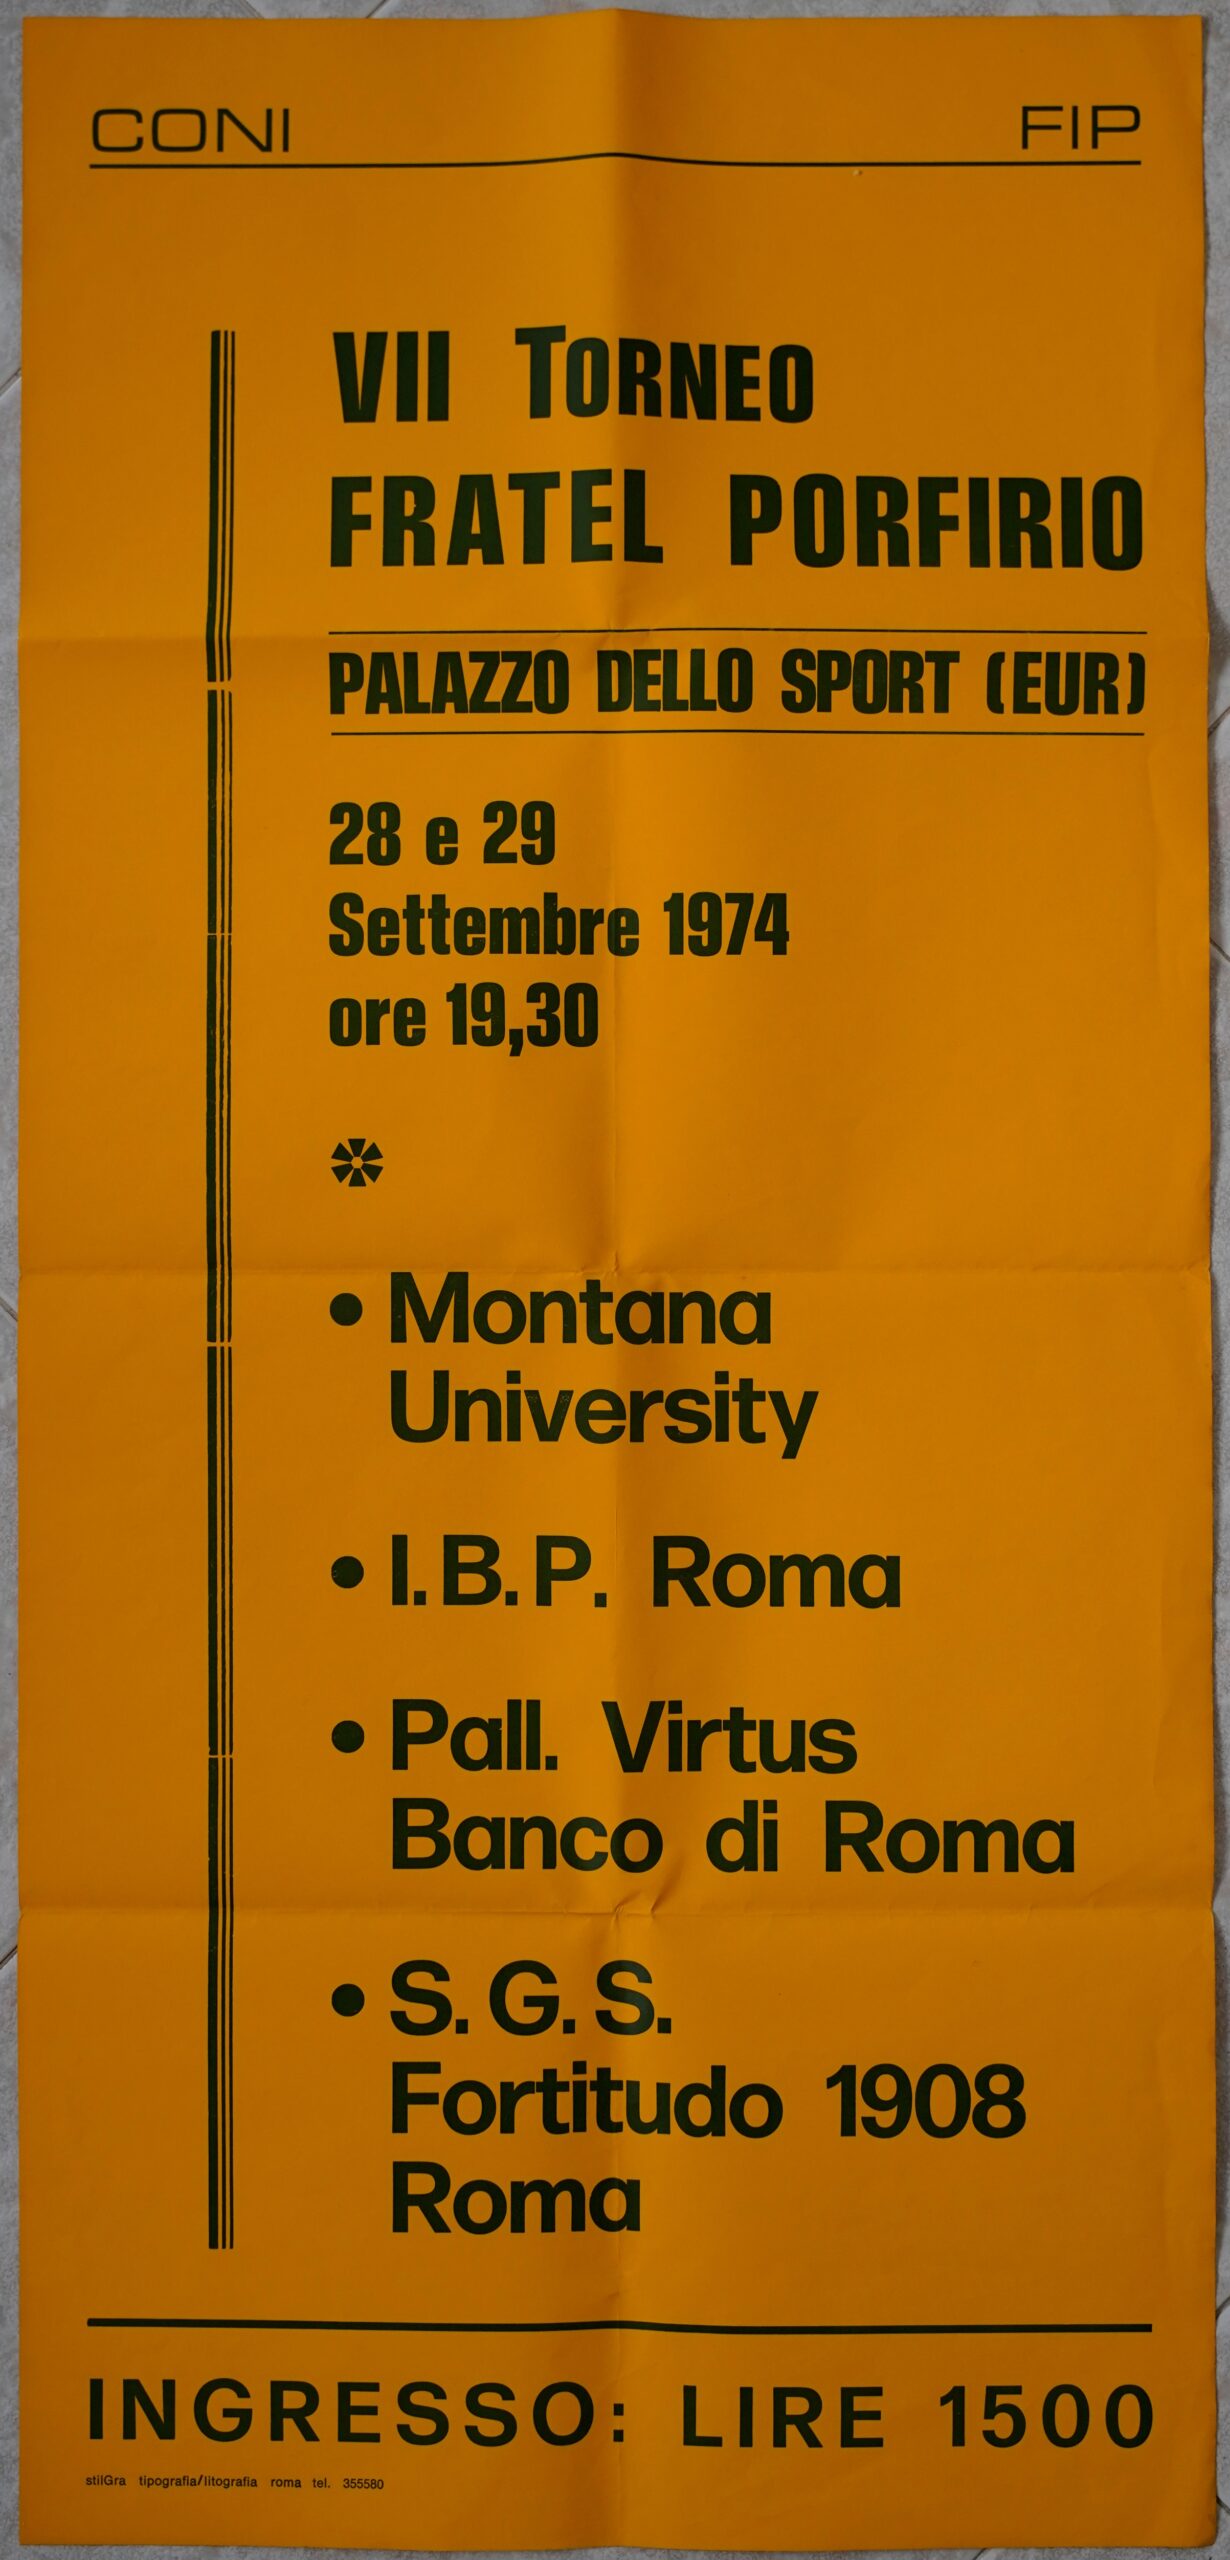 CONI FIP
VII TORNEO
FRATEL PORFIRIO
PALAZZO DELLO SPORT (EUR)
28 e 29
Settembre 1974
ore 19,30
• Montana
University
• I.B.P. Roma
• Pall. Virtus
Banco di Roma
• S.G.S.
Fortitudo 1908
Roma
INGRESSO: LIRE 1500
stilGra tipografia/litografia roma tel. 355580